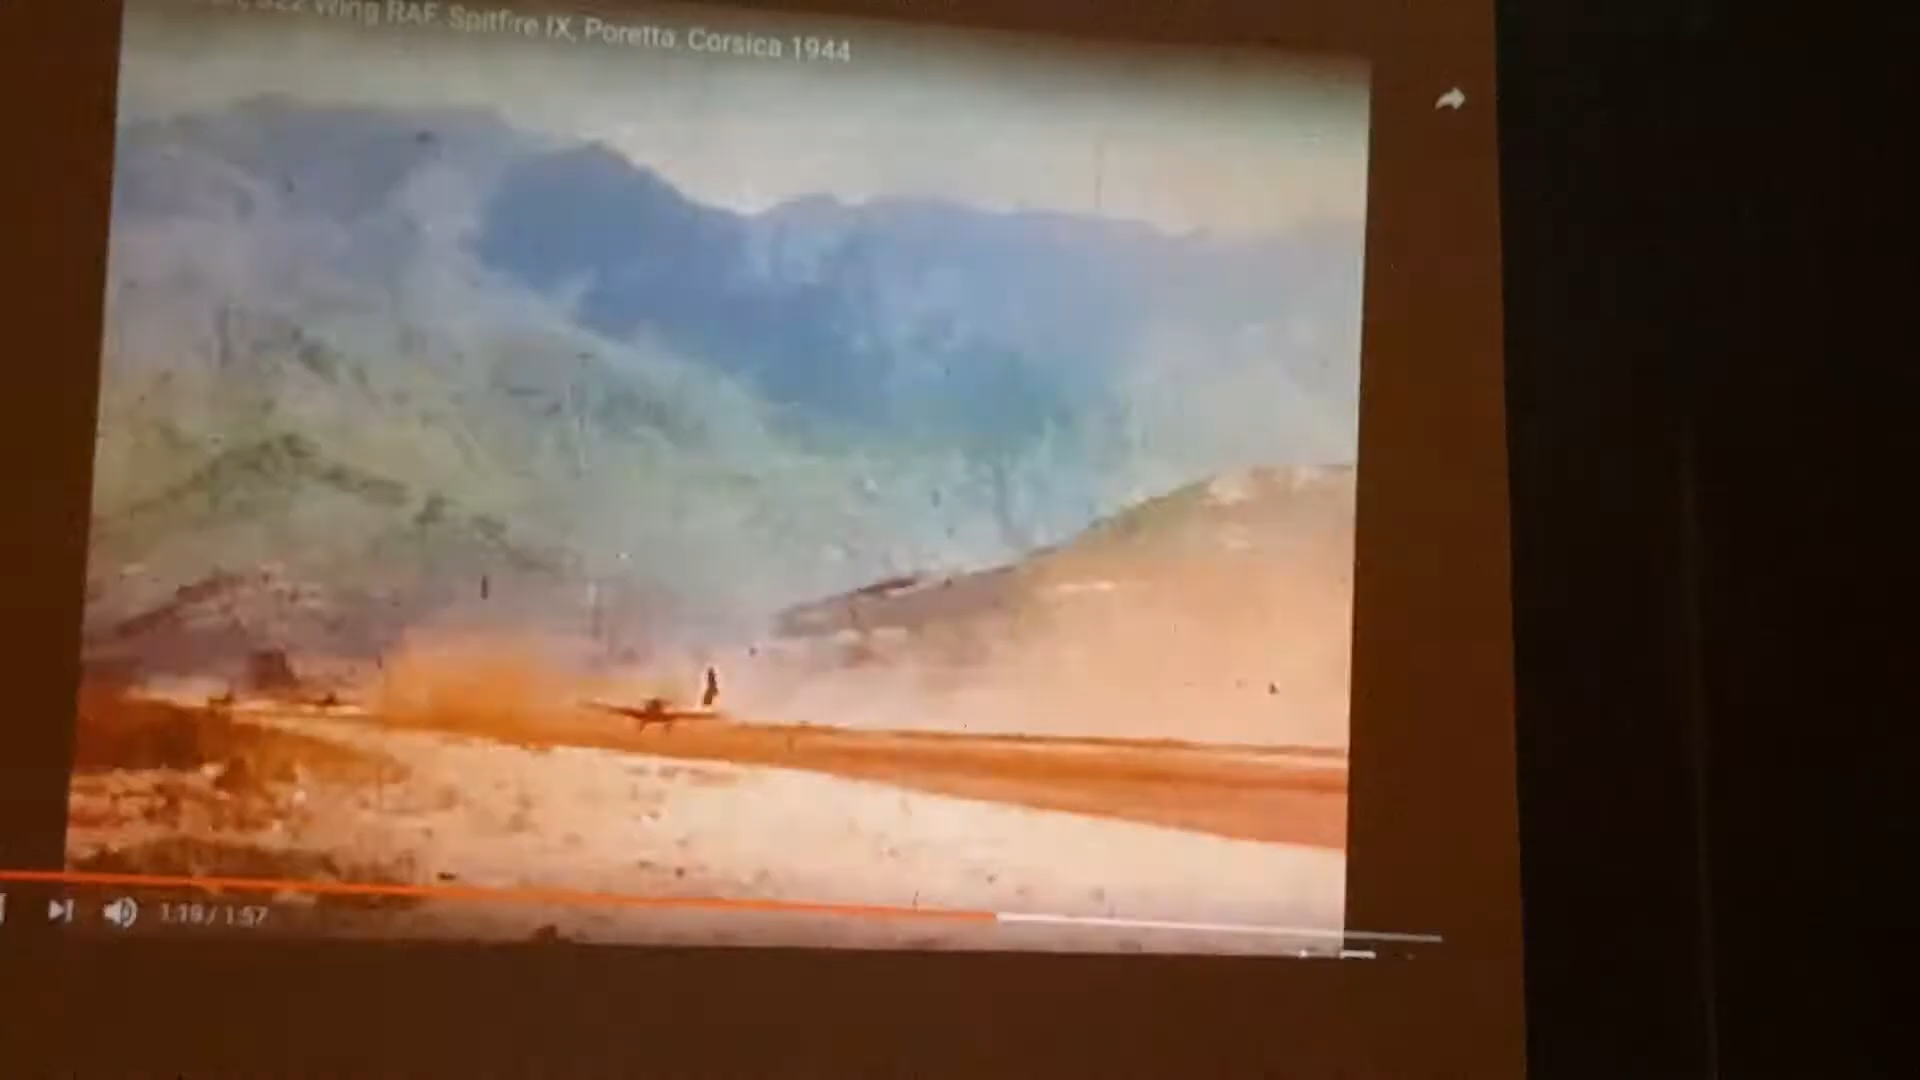 Wing RAF. Spitfire IX, Poretta. Corsica 1944
1:19 / 1:57